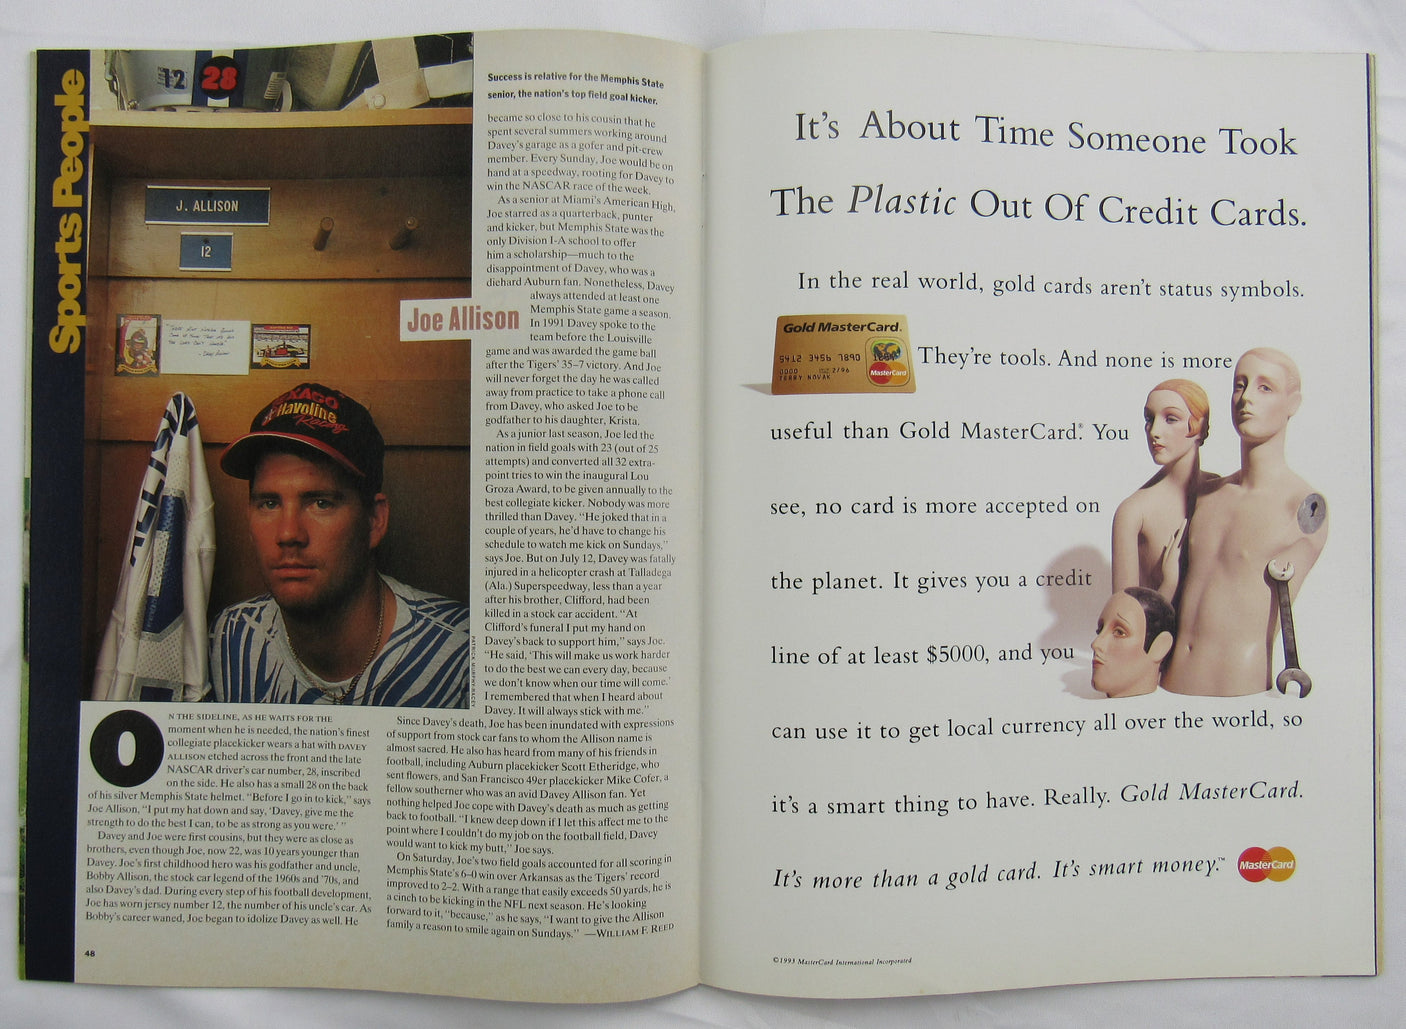 Sports People
12
28
J. ALLISON
12
Joe Allison
TEXACO
Havoline
Racing
ALLISON
Success is relative for the Memphis State
senior, the nation's top field goal kicker.
ON THE SIDELINE, AS HE WAITS FOR THE
moment when he is needed, the nation's finest
collegiate placekicker wears a hat with DAVEY
ALLISON etched across the front and the late
NASCAR driver's car number, 28, inscribed
on the side. He also has a small 28 on the back
of his silver Memphis State helmet. "Before I go in to kick," says
Joe Allison, "I put my hat down and say, 'Davey, give me the
strength to do the best I can, to be as strong as you were.' "
Davey and Joe were first cousins, but they were as close as
brothers, even though Joe, now 22, was 10 years younger than
Davey. Joe's first childhood hero was his godfather and uncle,
Bobby Allison, the stock car legend of the 1960s and '70s, and
also Davey's dad. During every step of his football development,
Joe has worn jersey number 12, the number of his uncle's car. As
Bobby's career waned, Joe began to idolize Davey as well. He
became so close to his cousin that he
spent several summers working around
Davey's garage as a gofer and pit-crew
member. Every Sunday, Joe would be on
hand at a speedway, rooting for Davey to
win the NASCAR race of the week.
As a senior at Miami's American High,
Joe starred as a quarterback, punter
and kicker, but Memphis State was the
only Division I-A school to offer
him a scholarship—much to the
disappointment of Davey, who was a
diehard Auburn fan. Nonetheless, Davey
always attended at least one
Memphis State game a season.
In 1991 Davey spoke to the
team before the Louisville
game and was awarded the game ball
after the Tigers' 35–7 victory. And Joe
will never forget the day he was called
away from practice to take a phone call
from Davey, who asked Joe to be
godfather to his daughter, Krista.
As a junior last season, Joe led the
nation in field goals with 23 (out of 25
attempts) and converted all 32 extra-
point tries to win the inaugural Lou
Groza Award, to be given annually to the
best collegiate kicker. Nobody was more
thrilled than Davey. "He joked that in a
couple of years, he'd have to change his
schedule to watch me kick on Sundays,"
says Joe. But on July 12, Davey was fatally
injured in a helicopter crash at Talladega
(Ala.) Superspeedway, less than a year
after his brother, Clifford, had been
killed in a stock car accident. "At
Clifford's funeral I put my hand on
Davey's back to support him," says Joe.
"He said, 'This will make us work harder
to do the best we can every day, because
we don't know when our time will come.'
I remembered that when I heard about
Davey. It will always stick with me."
Since Davey's death, Joe has been inundated with expressions
of support from stock car fans to whom the Allison name is
almost sacred. He also has heard from many of his friends in
football, including Auburn placekicker Scott Etheridge, who
sent flowers, and San Francisco 49er placekicker Mike Cofer, a
fellow southerner who was an avid Davey Allison fan. Yet
nothing helped Joe cope with Davey's death as much as getting
back to football. "I knew deep down if I let this affect me to the
point where I couldn't do my job on the football field, Davey
would want to kick my butt," Joe says.
On Saturday, Joe's two field goals accounted for all scoring in
Memphis State's 6–0 win over Arkansas as the Tigers' record
improved to 2–2. With a range that easily exceeds 50 yards, he is
a cinch to be kicking in the NFL next season. He's looking
forward to it, "because," as he says, "I want to give the Allison
family a reason to smile again on Sundays." —WILLIAM F. REED
48
It's About Time Someone Took
The Plastic Out Of Credit Cards.
In the real world, gold cards aren't status symbols.
Gold MasterCard.
5412 3456 7890
0000 2/96
TERRY NOVAK
MasterCard
They're tools. And none is more
useful than Gold MasterCard.® You
see, no card is more accepted on
the planet. It gives you a credit
line of at least $5000, and you
can use it to get local currency all over the world, so
it's a smart thing to have. Really. Gold MasterCard.
It's more than a gold card. It's smart money.™
MasterCard
©1993 MasterCard International Incorporated